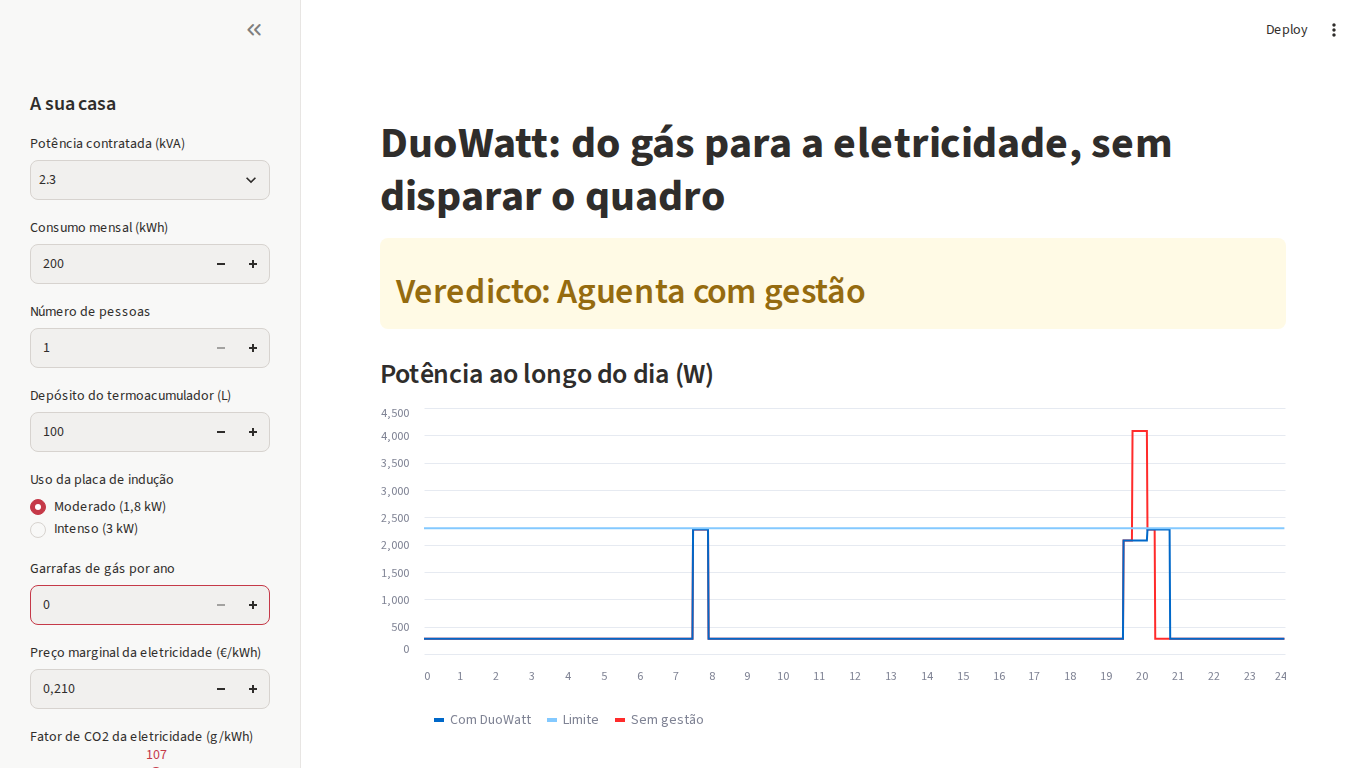 Deploy
A sua casa
Potência contratada (kVA)
2.3
Consumo mensal (kWh)
200
Número de pessoas
1
Depósito do termoacumulador (L)
100
Uso da placa de indução
Moderado (1,8 kW)
Intenso (3 kW)
Garrafas de gás por ano
0
Preço marginal da eletricidade (€/kWh)
0,210
Fator de CO2 da eletricidade (g/kWh)
107
DuoWatt: do gás para a eletricidade, sem
disparar o quadro
Veredicto: Aguenta com gestão
Potência ao longo do dia (W)
4,500
4,000
3,500
3,000
2,500
2,000
1,500
1,000
500
0
0 1 2 3 4 5 6 7 8 9 10 11 12 13 14 15 16 17 18 19 20 21 22 23 24
Com DuoWatt Limite Sem gestão